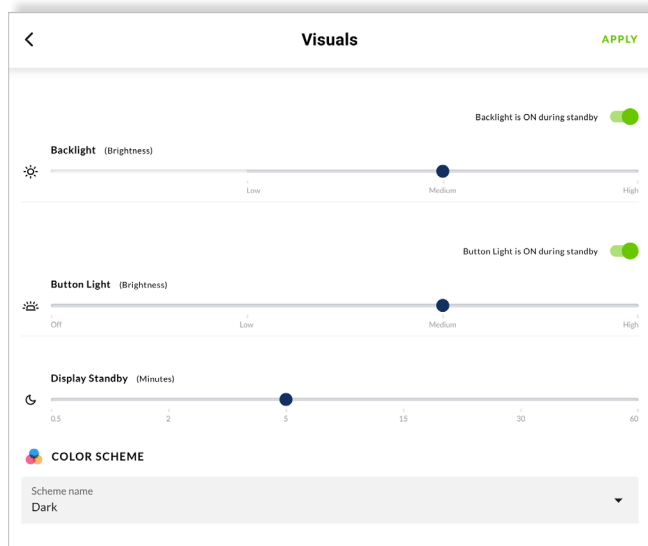 Visuals
APPLY
Backlight is ON during standby
Backlight (Brightness)
Low Medium High
Button Light is ON during standby
Button Light (Brightness)
Off Low Medium High
Display Standby (Minutes)
0.5 2 5 15 30 60
COLOR SCHEME
Scheme name
Dark